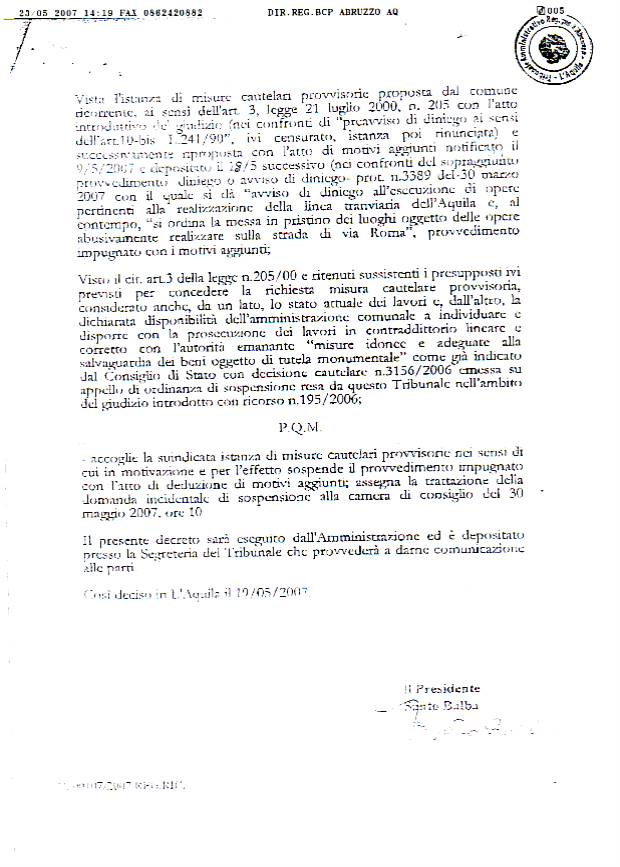 23/05 2007 14:19 FAX 0862420882 DIR.REG.BCP ABRUZZO AQ 005
Tribunale Amministrativo Reg. per l'Abruzzo - L'Aquila
Vista l'istanza di misure cautelari provvisorie proposta dal comune
ricorrente, ai sensi dell'art. 3, legge 21 luglio 2000, n. 205 con l'atto
introduttivo de' giudizio (nei confronti di "preavviso di diniego ai sensi
dell'art.10-bis L.241/90", ivi censurato, istanza poi rinunciata) e
successivamente riproposta con l'atto di motivi aggiunti notificato il
9/5/2007 e depositato il 18/5 successivo (nei confronti del sopraggiunto
provvedimento diniego o avviso di diniego- prot. n.3389 del-30 marzo
2007 con il quale si dà "avviso di diniego all'esecuzione di opere
pertinenti alla realizzazione della linea tranviaria dell'Aquila e, al
contempo, "si ordina la messa in pristino dei luoghi oggetto delle opere
abusivamente realizzare sulla strada di via Roma", provvedimento
impugnato con i motivi aggiunti;
Visto il cit. art.3 della legge n.205/00 e ritenuti sussistenti i presupposti ivi
previsti per concedere la richiesta misura cautelare provvisoria,
considerato anche, da un lato, lo stato attuale dei lavori e, dall'altro, la
dichiarata disponibilità dell'amministrazione comunale a individuare e
disporre con la prosecuzione dei lavori in contraddittorio lineare e
corretto con l'autorità emanante "misure idonee e adeguate alla
salvaguardia dei beni oggetto di tutela monumentale" come già indicato
dal Consiglio di Stato con decisione cautelare n.3156/2006 emessa su
appello di ordinanza di sospensione resa da questo Tribunale nell'ambito
del giudizio introdotto con ricorso n.195/2006;
P.Q.M.
- accoglie la suindicata istanza di misure cautelari provvisorie nei sensi di
cui in motivazione e per l'effetto sospende il provvedimento impugnato
con l'atto di deduzione di motivi aggiunti; assegna la trattazione della
domanda incidentale di sospensione alla camera di consiglio del 30
maggio 2007, ore 10
Il presente decreto sarà eseguito dall'Amministrazione ed è depositato
presso la Segreteria del Tribunale che provvederà a darne comunicazione
alle parti
Così deciso in L'Aquila il 19/05/2007
Il Presidente
Santo Balba